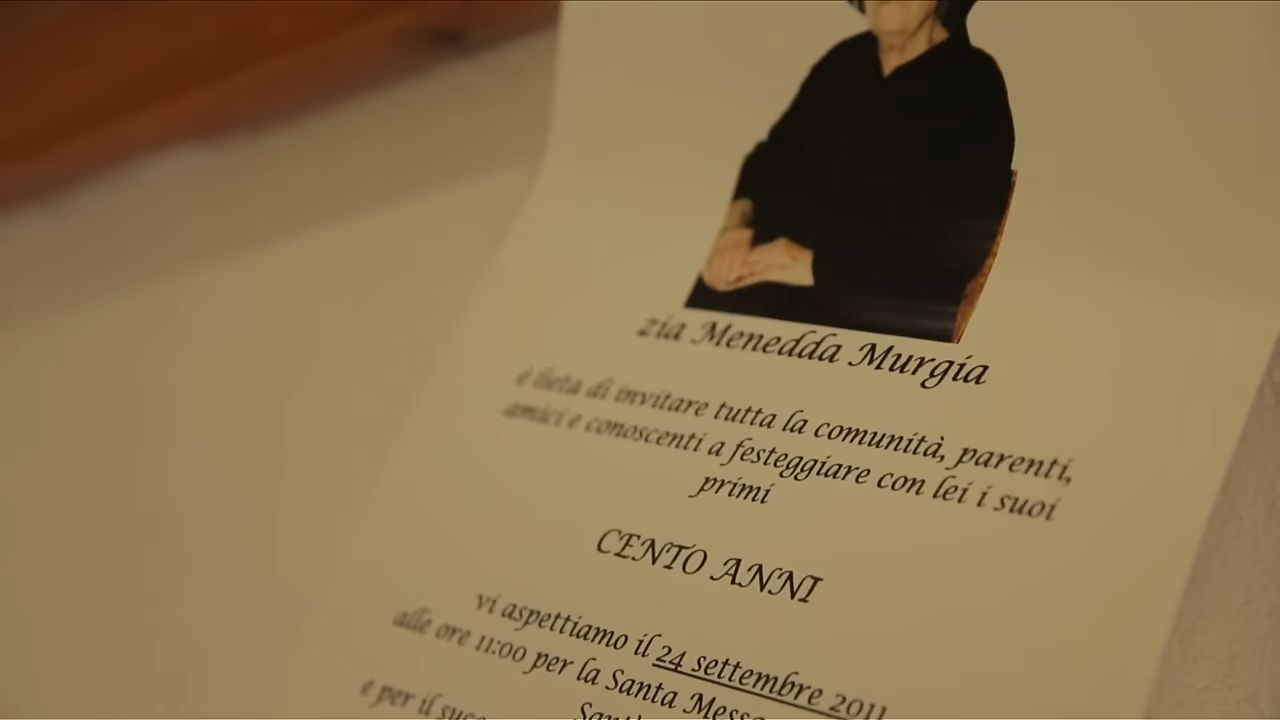 zia Menedda Murgia
è lieta di invitare tutta la comunità, parenti,
amici e conoscenti a festeggiare con lei i suoi
primi
CENTO ANNI
vi aspettiamo il 24 settembre 2011
alle ore 11:00 per la Santa Messa
e per il